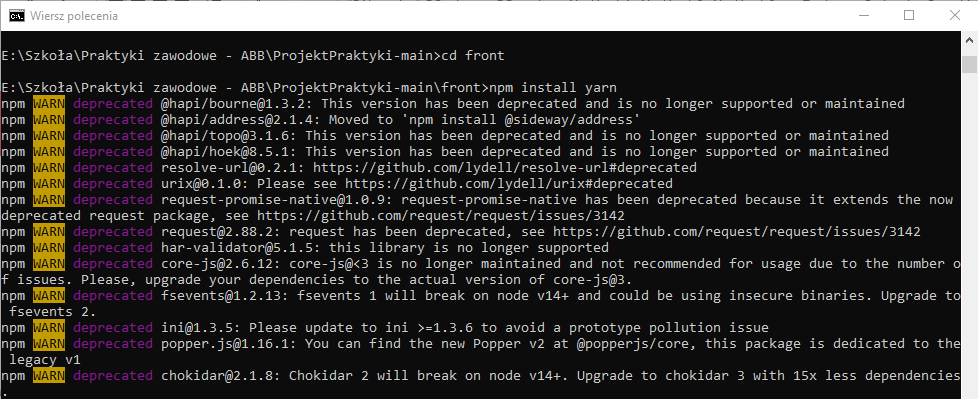 Wiersz polecenia
E:\Szkoła\Praktyki zawodowe - ABB\ProjektPraktyki-main>cd front
E:\Szkoła\Praktyki zawodowe - ABB\ProjektPraktyki-main\front>npm install yarn
npm WARN deprecated @hapi/bourne@1.3.2: This version has been deprecated and is no longer supported or maintained
npm WARN deprecated @hapi/address@2.1.4: Moved to 'npm install @sideway/address'
npm WARN deprecated @hapi/topo@3.1.6: This version has been deprecated and is no longer supported or maintained
npm WARN deprecated @hapi/hoek@8.5.1: This version has been deprecated and is no longer supported or maintained
npm WARN deprecated resolve-url@0.2.1: https://github.com/lydell/resolve-url#deprecated
npm WARN deprecated urix@0.1.0: Please see https://github.com/lydell/urix#deprecated
npm WARN deprecated request-promise-native@1.0.9: request-promise-native has been deprecated because it extends the now
deprecated request package, see https://github.com/request/request/issues/3142
npm WARN deprecated request@2.88.2: request has been deprecated, see https://github.com/request/request/issues/3142
npm WARN deprecated har-validator@5.1.5: this library is no longer supported
npm WARN deprecated core-js@2.6.12: core-js@<3 is no longer maintained and not recommended for usage due to the number o
f issues. Please, upgrade your dependencies to the actual version of core-js@3.
npm WARN deprecated fsevents@1.2.13: fsevents 1 will break on node v14+ and could be using insecure binaries. Upgrade to
 fsevents 2.
npm WARN deprecated ini@1.3.5: Please update to ini >=1.3.6 to avoid a prototype pollution issue
npm WARN deprecated popper.js@1.16.1: You can find the new Popper v2 at @popperjs/core, this package is dedicated to the
 legacy v1
npm WARN deprecated chokidar@2.1.8: Chokidar 2 will break on node v14+. Upgrade to chokidar 3 with 15x less dependencies
.